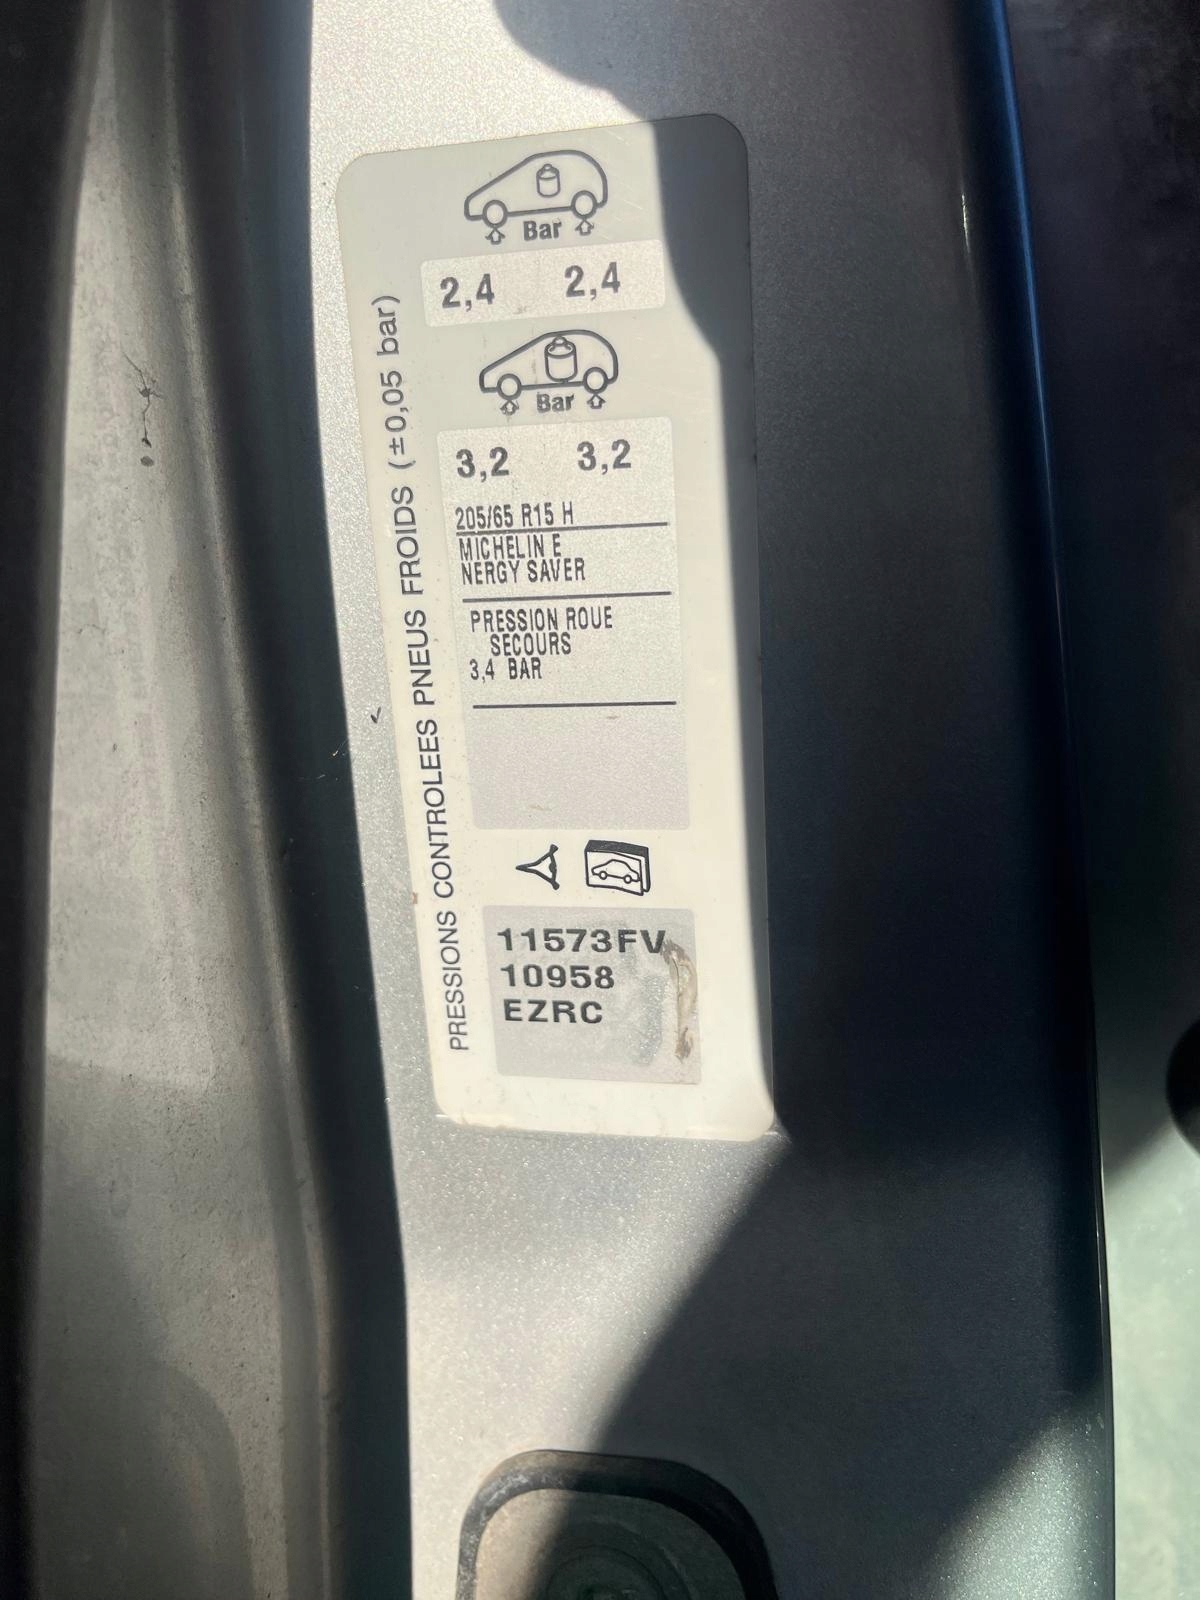 Bar
2,4 2,4
Bar
3,2 3,2
205/65 R15 H
MICHELIN E
NERGY SAVER
PRESSION ROUE
SECOURS
3,4 BAR
11573FV
10958
EZRC
PRESSIONS CONTROLEES PNEUS FROIDS (±0,05 bar)